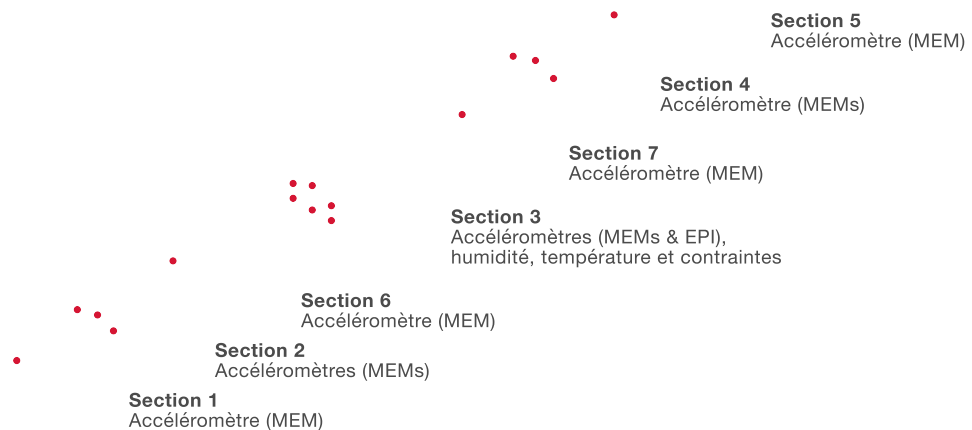 Section 5
Accéléromètre (MEM)
Section 4
Accéléromètre (MEMs)
Section 7
Accéléromètre (MEM)
Section 3
Accéléromètres (MEMs & EPI),
humidité, température et contraintes
Section 6
Accéléromètre (MEM)
Section 2
Accéléromètres (MEMs)
Section 1
Accéléromètre (MEM)